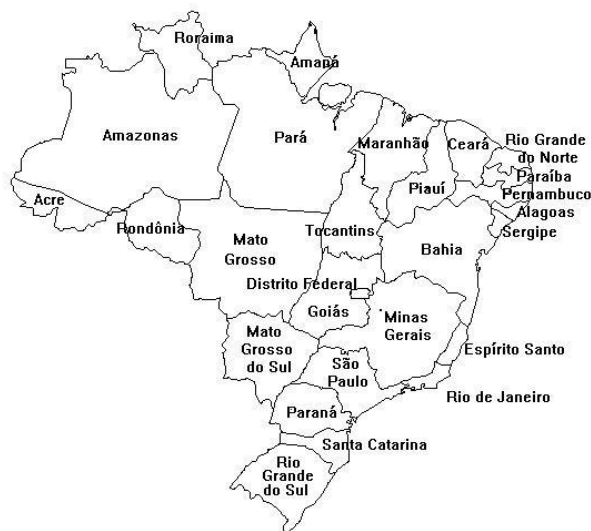 Roraima
Amaná
Amazonas
Pará
Maranhão
Ceará
Rio Grande
do Norte
Paraíba
Piauí
Pernambuco
Acre
Alagoas
Rondônia
Tocantins
Sergipe
Mato
Grosso
Bahia
Distrito Federal
Goiás
Minas
Gerais
Mato
Grosso
do Sul
Espírito Santo
São
Paulo
Rio de Janeiro
Paraná
Santa Catarina
Rio
Grande
do Sul